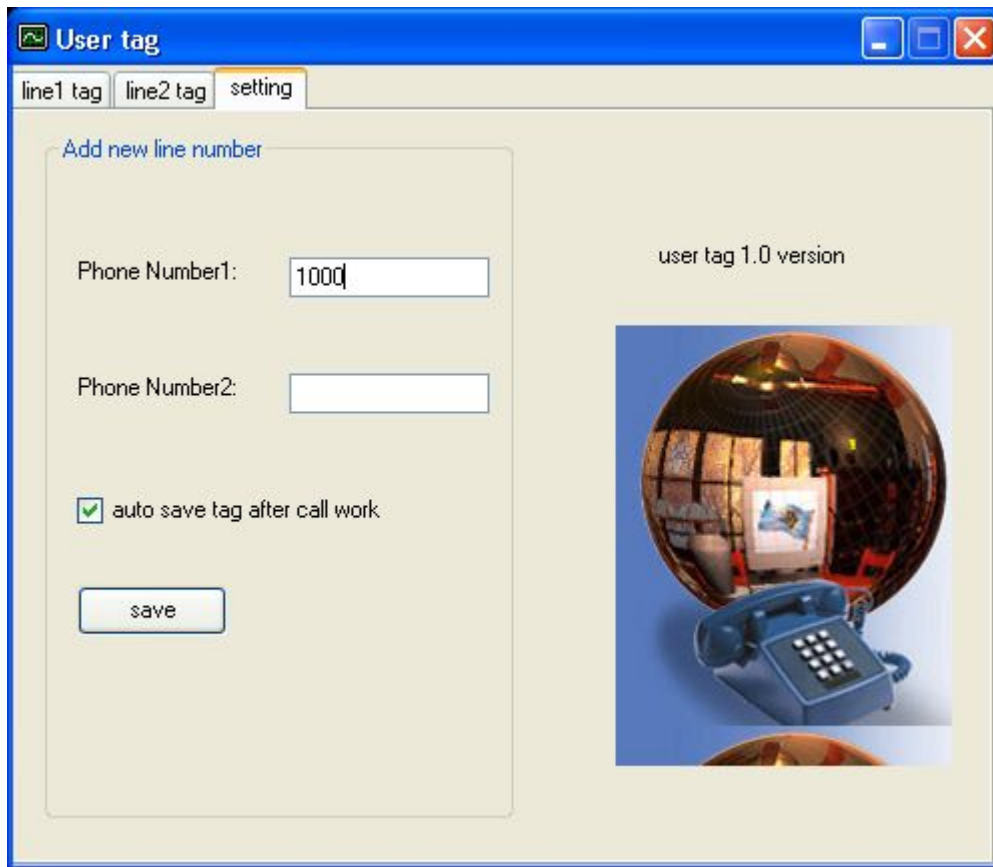 User tag
line1 tag
line2 tag
setting
Add new line number
Phone Number1:
1000
Phone Number2:
auto save tag after call work
save
user tag 1.0 version